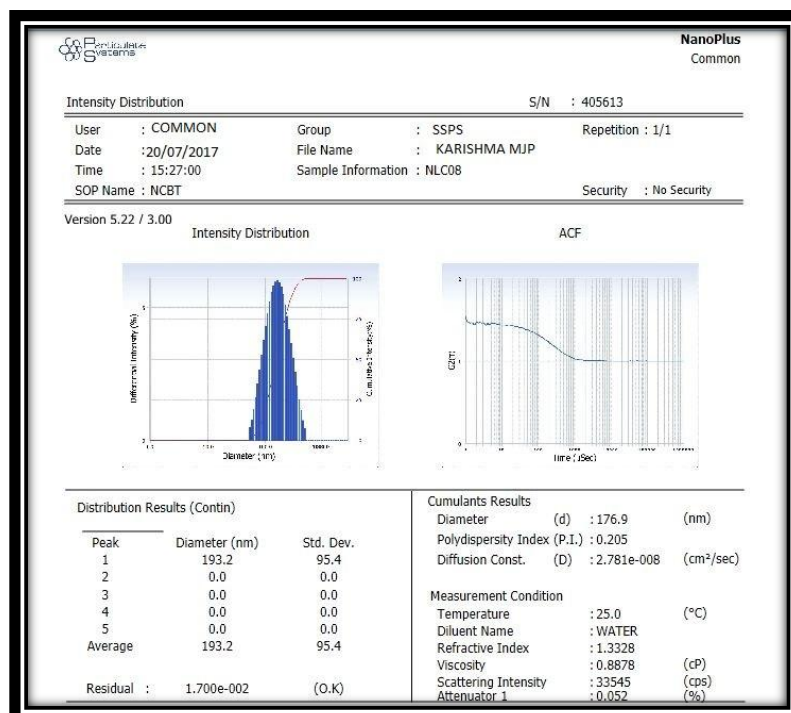 Particulate Systems
NanoPlus
Common
Intensity Distribution S/N : 405613
User : COMMON Group : SSPS Repetition : 1/1
Date :20/07/2017 File Name : KARISHMA MJP
Time : 15:27:00 Sample Information : NLC08
SOP Name : NCBT Security : No Security
Version 5.22 / 3.00
Intensity Distribution ACF
Differential Intensity (%)
Cumulative Intensity(%)
Diameter (nm)
Time (µSec)
Distribution Results (Contin)
Peak Diameter (nm) Std. Dev.
1 193.2 95.4
2 0.0 0.0
3 0.0 0.0
4 0.0 0.0
5 0.0 0.0
Average 193.2 95.4
Residual : 1.700e-002 (O.K)
Cumulants Results
Diameter (d) :176.9 (nm)
Polydispersity Index (P.I.) :0.205
Diffusion Const. (D) :2.781e-008 (cm²/sec)
Measurement Condition
Temperature :25.0 (°C)
Diluent Name :WATER
Refractive Index :1.3328
Viscosity :0.8878 (cP)
Scattering Intensity :33545 (cps)
Attenuator 1 :0.052 (%)